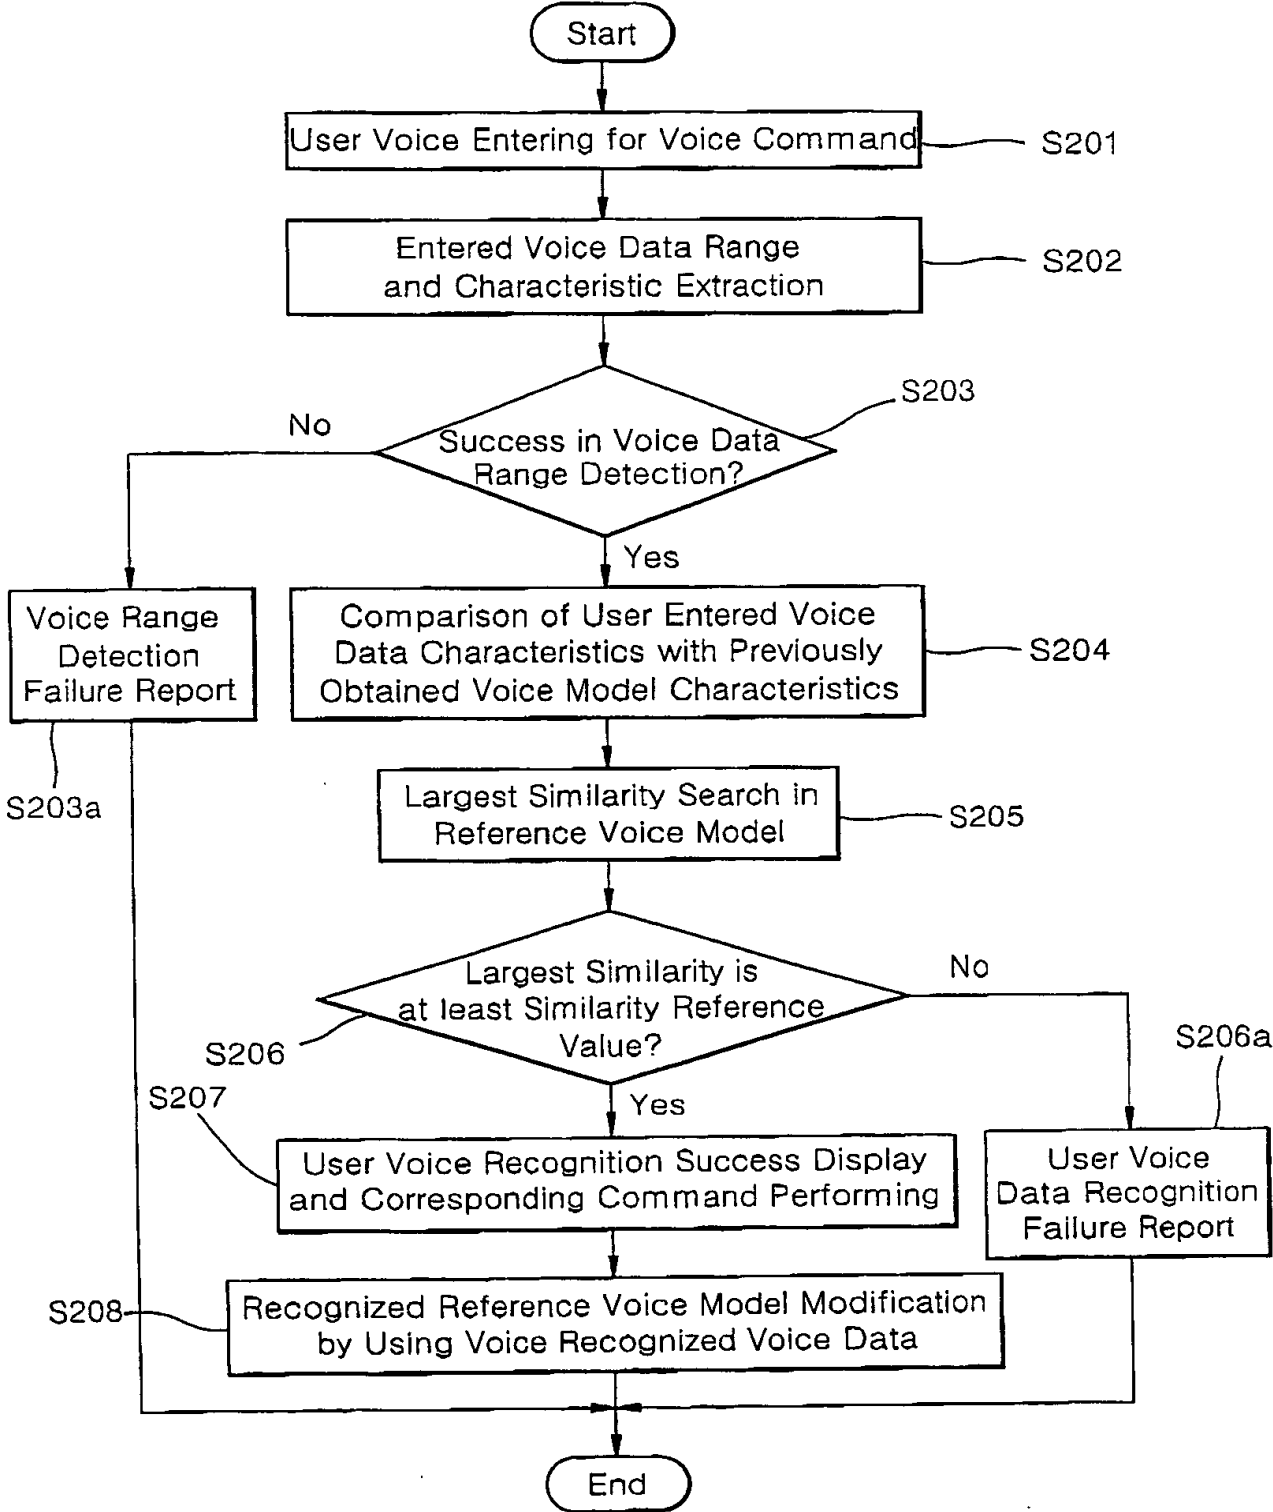 Start
User Voice Entering for Voice Command
S201
Entered Voice Data Range
and Characteristic Extraction
S202
S203
No
Success in Voice Data
Range Detection?
Yes
Voice Range
Detection
Failure Report
S203a
Comparison of User Entered Voice
Data Characteristics with Previously
Obtained Voice Model Characteristics
S204
Largest Similarity Search in
Reference Voice Model
S205
Largest Similarity is
at least Similarity Reference
Value?
S206
No
S206a
Yes
S207
User Voice Recognition Success Display
and Corresponding Command Performing
User Voice
Data Recognition
Failure Report
S208
Recognized Reference Voice Model Modification
by Using Voice Recognized Voice Data
End